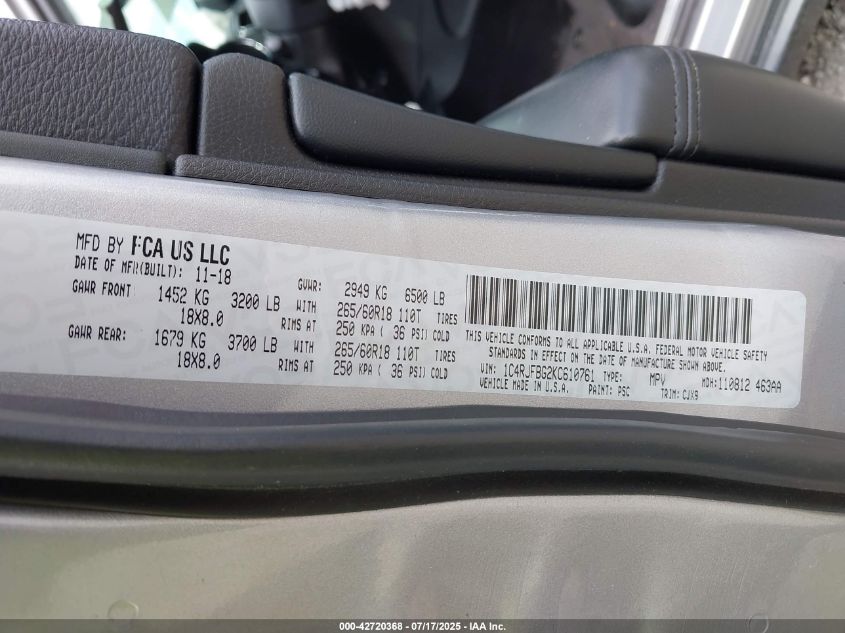 MFD BY FCA US LLC
DATE OF MFR(BUILT): 11-18 GVWR: 2949 KG 6500 LB
GAWR FRONT 1452 KG 3200 LB WITH 265/60R18 110T TIRES
18X8.0 RIMS AT 250 KPA ( 36 PSI) COLD
GAWR REAR: 1679 KG 3700 LB WITH 265/60R18 110T TIRES
18X8.0 RIMS AT 250 KPA ( 36 PSI) COLD
THIS VEHICLE CONFORMS TO ALL APPLICABLE U.S.A. FEDERAL MOTOR VEHICLE SAFETY
STANDARDS IN EFFECT ON THE DATE OF MANUFACTURE SHOWN ABOVE.
VIN: 1C4RJFBG2KC610761 TYPE: MPV MDH:110812 463AA
VEHICLE MADE IN U.S.A. PAINT: PSC TRIM: CJX9
000-42720368 - 07/17/2025 - IAA Inc.